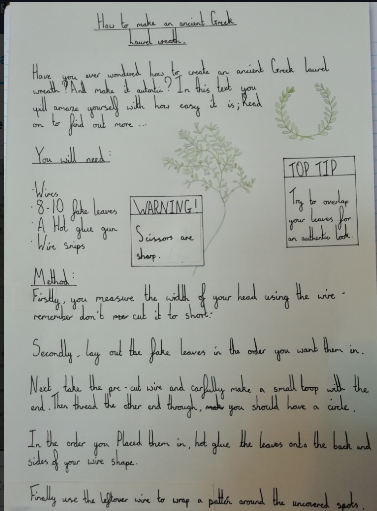 How to make an ancient Greek
Laurel wreath.
Have you ever wondered how to create an ancient Greek laurel
wreath? And make it autentic? In this text you
will amaze yourself with how easy it is; Read
on to find out more...
You will need:
· Wires
· 8-10 fake leaves
· A Hot glue gun
· Wire snips
WARNING!
Scissors are
sharp.
TOP TIP
Try to overlap
your leaves for
an authentic look.
Method:
Firstly, you measure the width of your head using the wire -
remember don't cut it to short.
Secondly, lay out the fake leaves in the order you want them in.
Next take the pre-cut wire and carfully make a small loop with the
end. Then thread the other end through, you should have a circle.
In the order you Placed them in, hot glue the leaves onto the back and
sides of your wire shape.
Finally use the leftover wire to wrap a around the uncovered spots.